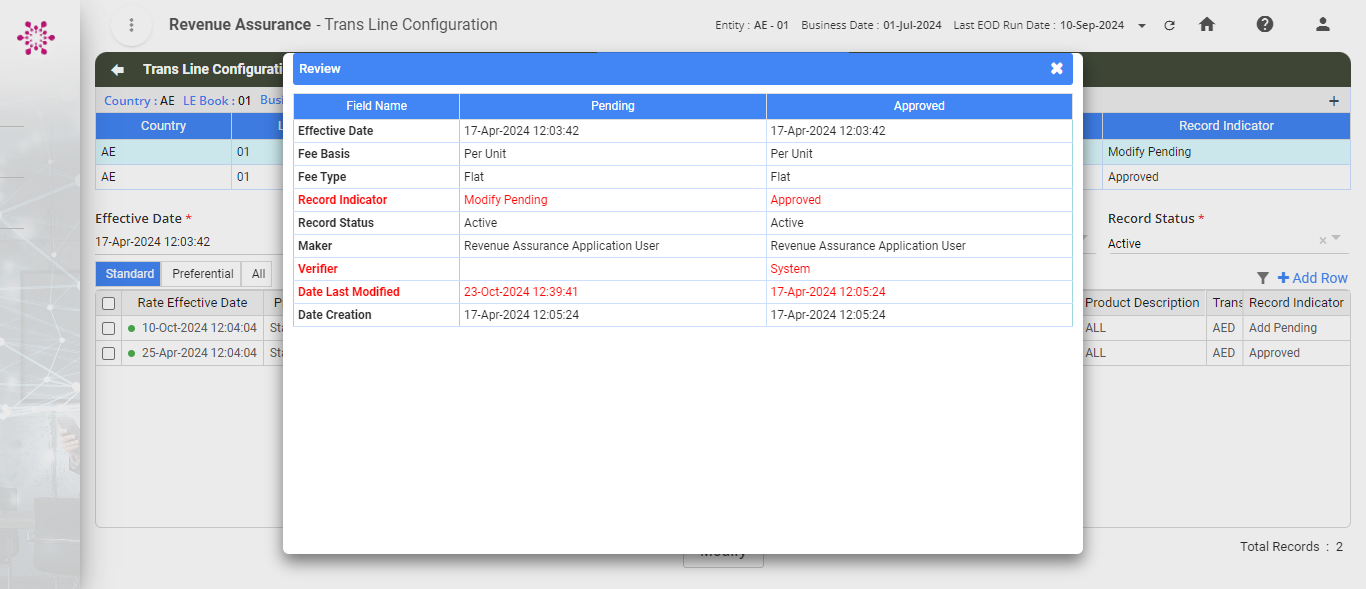 Revenue Assurance - Trans Line Configuration
Entity : AE - 01 Business Date : 01-Jul-2024 Last EOD Run Date : 10-Sep-2024
Trans Line Configurati
Review
Country : AE LE Book : 01 Busi
Country L Record Indicator
AE 01 Modify Pending
AE 01 Approved
Field Name Pending Approved
Effective Date 17-Apr-2024 12:03:42 17-Apr-2024 12:03:42
Fee Basis Per Unit Per Unit
Fee Type Flat Flat
Record Indicator Modify Pending Approved
Record Status Active Active
Maker Revenue Assurance Application User Revenue Assurance Application User
Verifier System
Date Last Modified 23-Oct-2024 12:39:41 17-Apr-2024 12:05:24
Date Creation 17-Apr-2024 12:05:24 17-Apr-2024 12:05:24
Effective Date * Record Status *
17-Apr-2024 12:03:42 Active
Standard Preferential All Add Row
Rate Effective Date P Product Description Trans Record Indicator
10-Oct-2024 12:04:04 Sta ALL AED Add Pending
25-Apr-2024 12:04:04 Sta ALL AED Approved
Modify
Total Records : 2